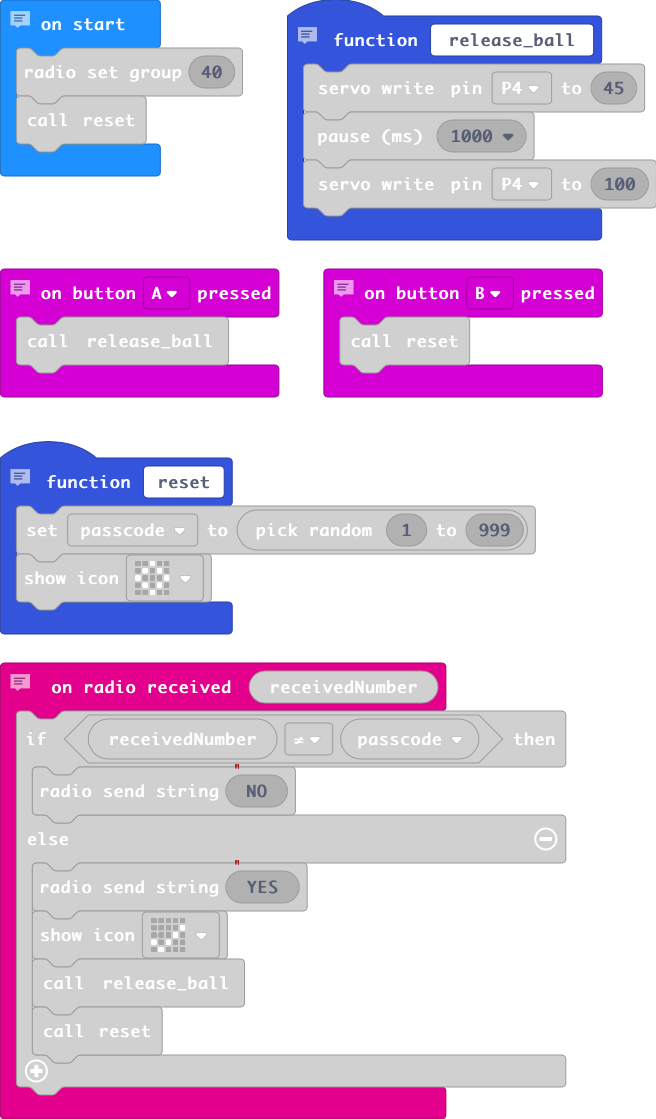 on start
radio set group 40
call reset
function release_ball
servo write pin P4 to 45
pause (ms) 1000
servo write pin P4 to 100
on button A pressed
call release_ball
on button B pressed
call reset
function reset
set passcode to pick random 1 to 999
show icon
on radio received receivedNumber
if receivedNumber ≠ passcode then
radio send string "NO"
else
radio send string "YES"
show icon
call release_ball
call reset